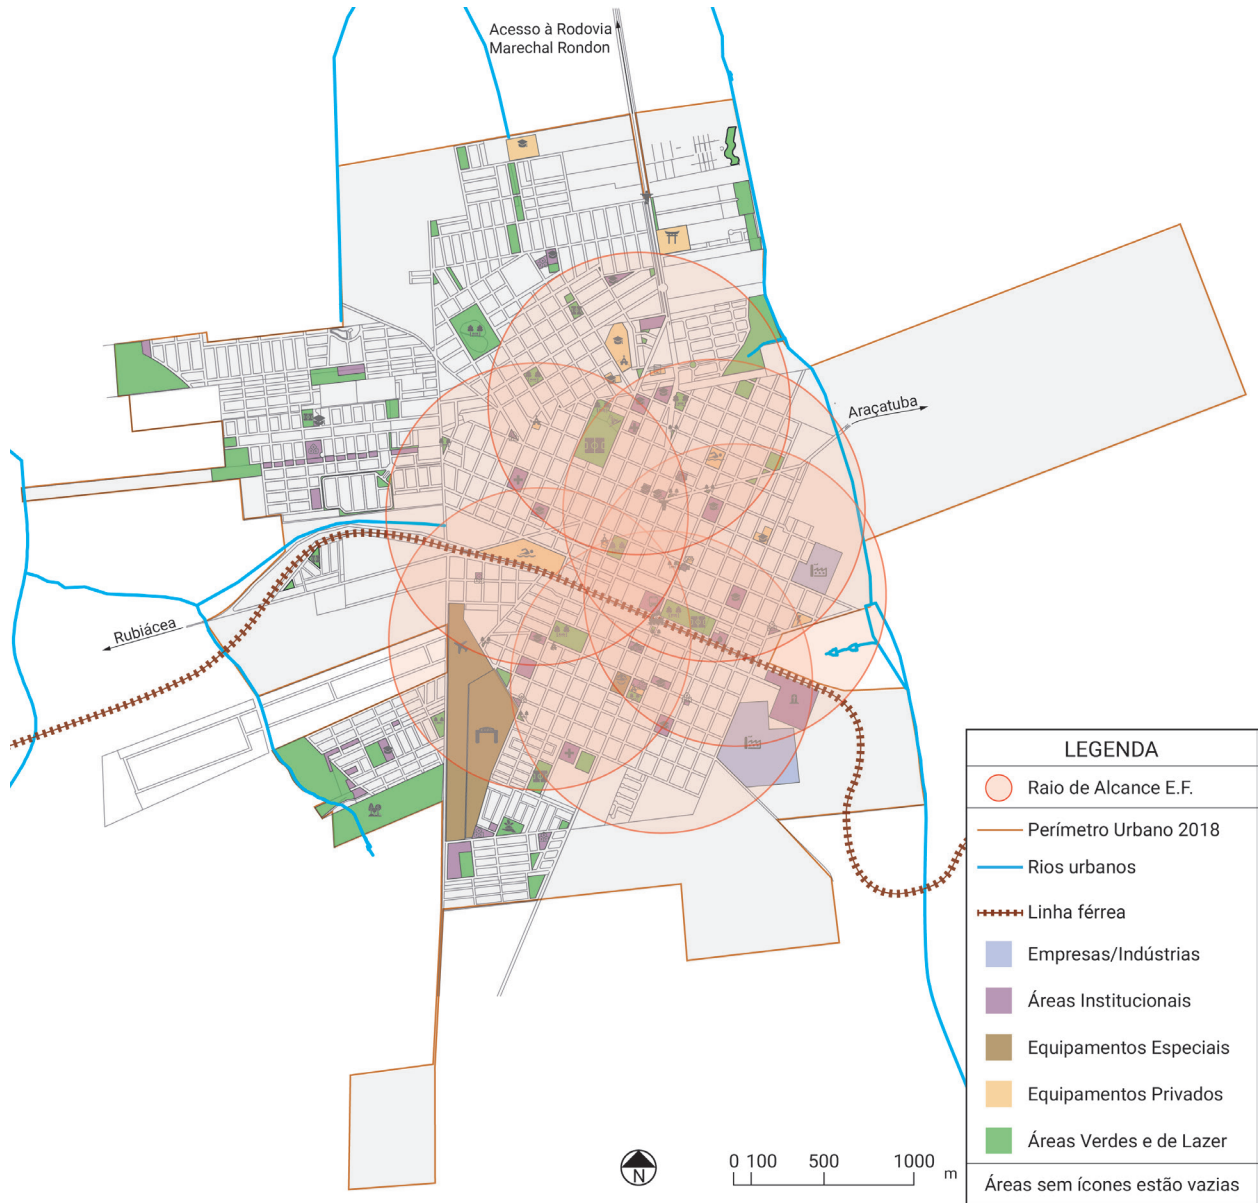 Acesso à Rodovia
Marechal Rondon
Araçatuba
Rubiácea
LEGENDA
Raio de Alcance E.F.
Perímetro Urbano 2018
Rios urbanos
Linha férrea
Empresas/Indústrias
Áreas Institucionais
Equipamentos Especiais
Equipamentos Privados
Áreas Verdes e de Lazer
Áreas sem ícones estão vazias
N
0 100 500 1000 m